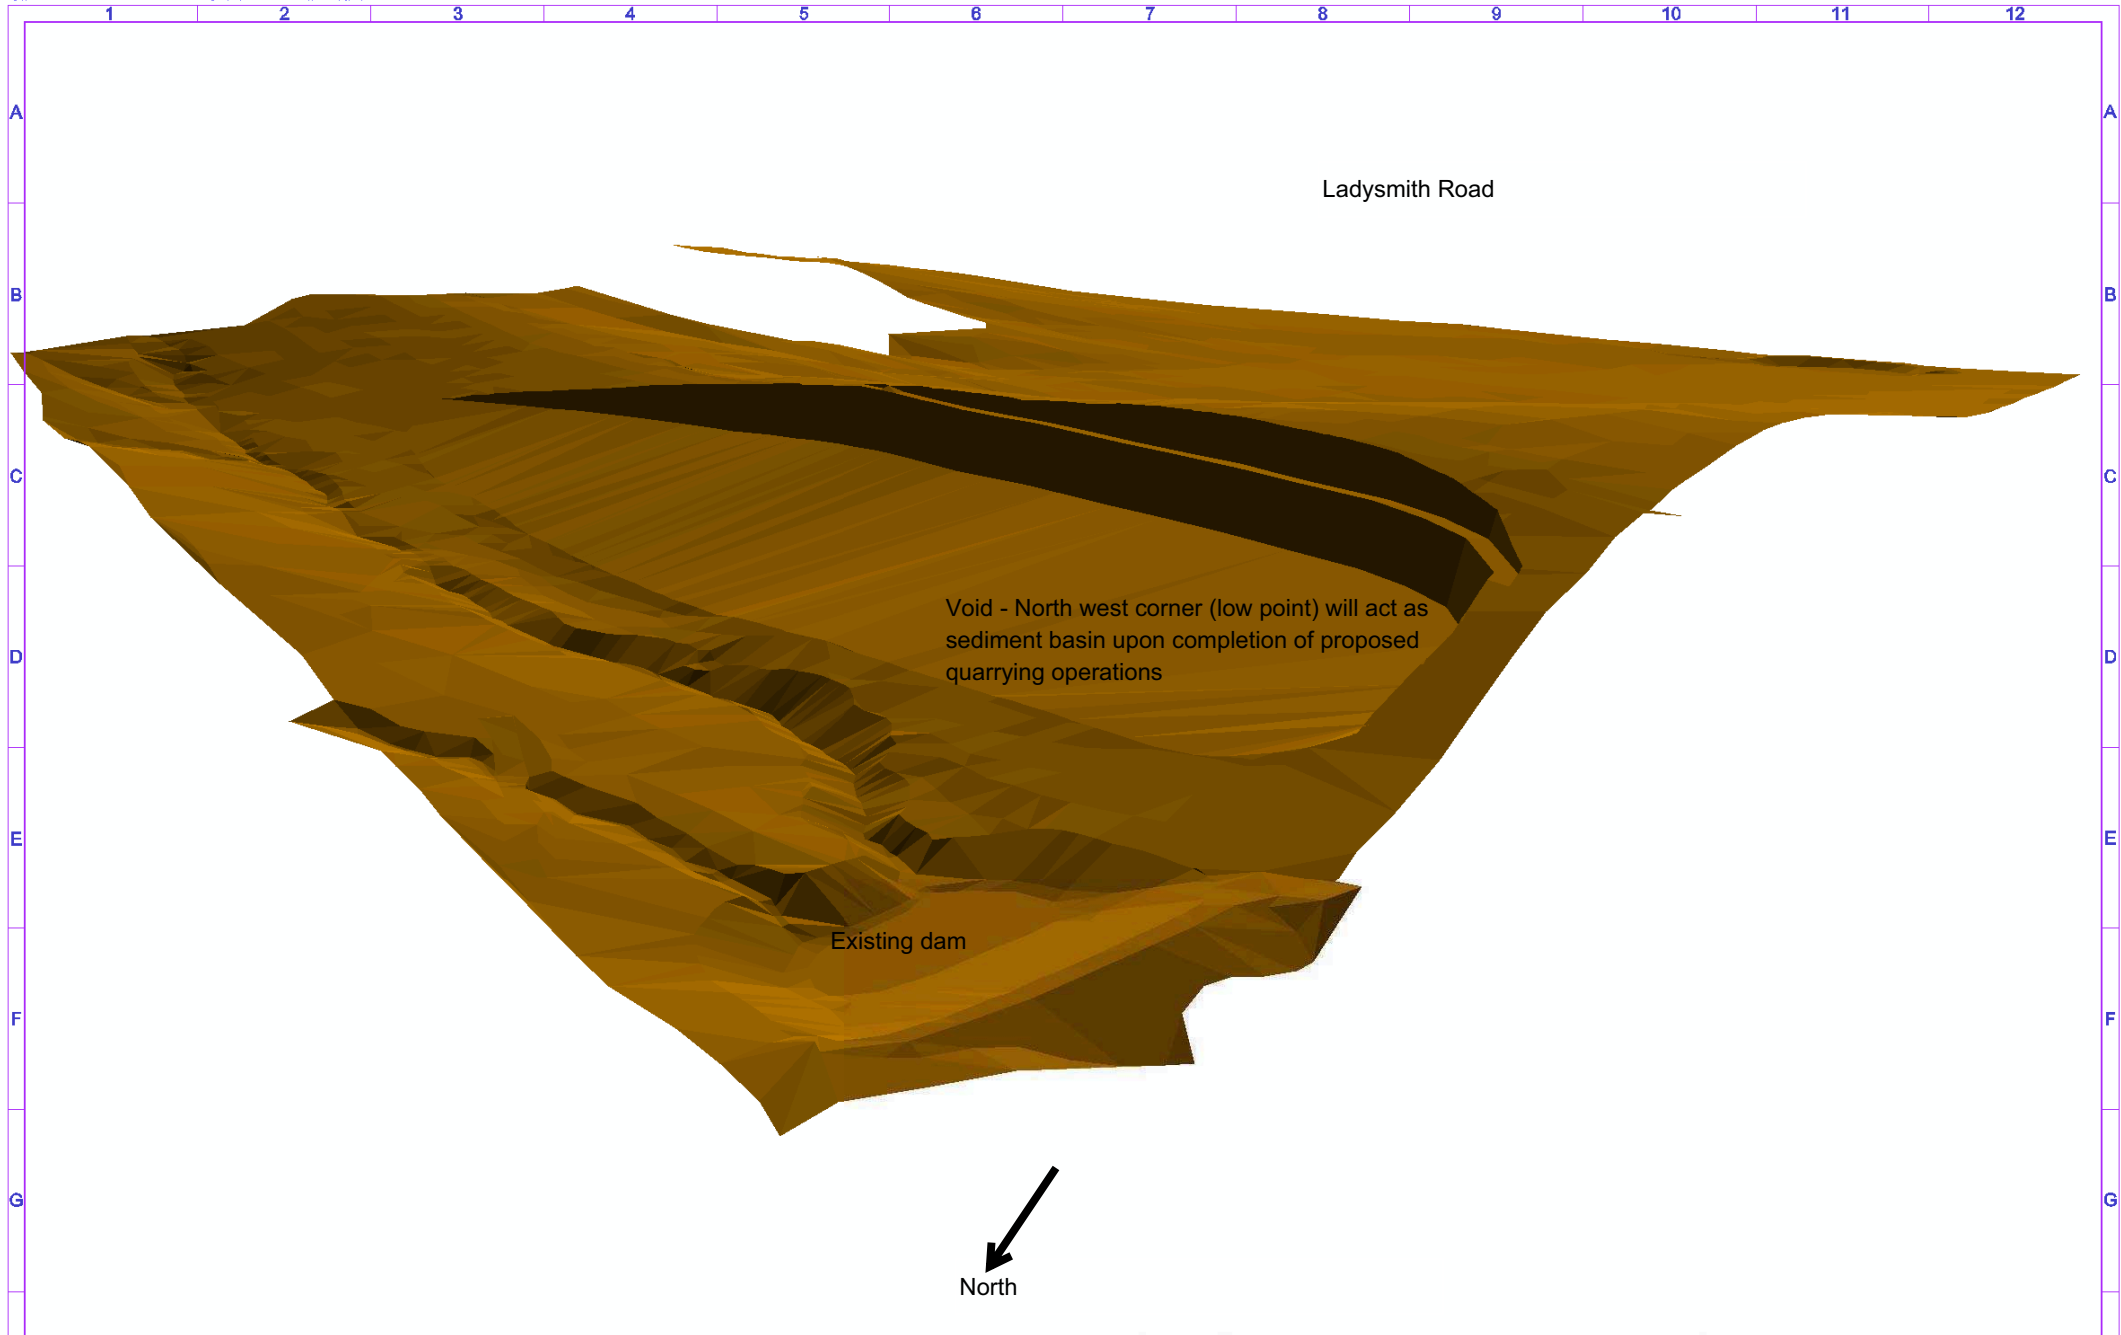 1 2 3 4 5 6 7 8 9 10 11 12
A A
Ladysmith Road
B B
C C
Void - North west corner (low point) will act as
sediment basin upon completion of proposed
quarrying operations
D D
E E
Existing dam
F F
G G
North